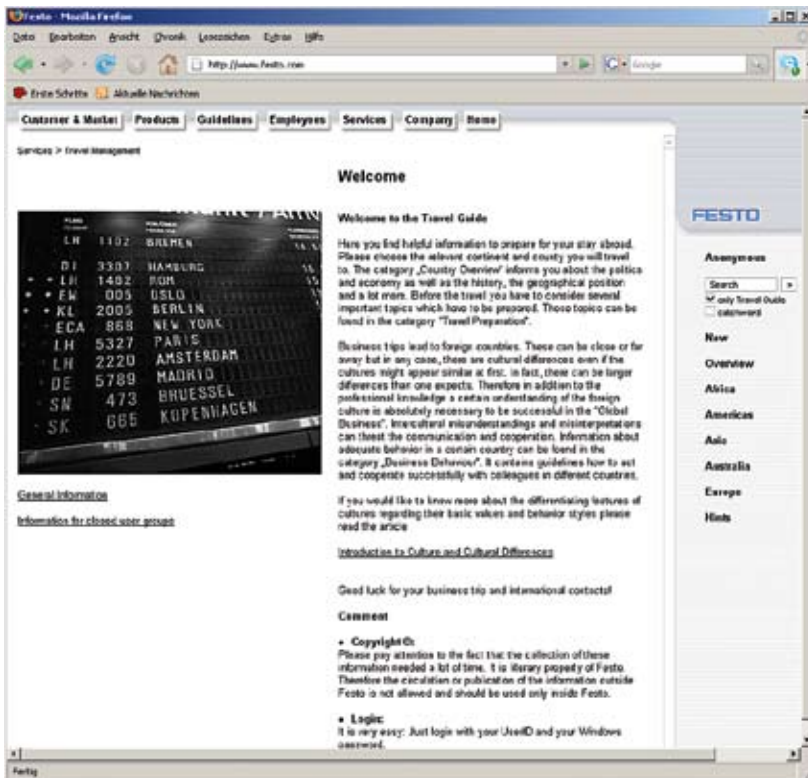 Festo - Mozilla Firefox
Datei Bearbeiten Ansicht Chronik Lesezeichen Extras Hilfe
http://www.festo.com
Google
Erste Schritte Aktuelle Nachrichten
Customer & Market Products Guidelines Employees Services Company Home
Services > Travel Management
Welcome
LH 1102 BREMEN
DI 3307 HAMBURG
LH 1482 ROM
EW 005 OSLO
KL 2005 BERLIN
ECA 868 NEW YORK
LH 5327 PARIS
LH 2220 AMSTERDAM
DE 5789 MADRID
SN 473 BRUESSEL
SK 665 KOPENHAGEN
General Information
Information for closed user groups
Welcome to the Travel Guide
Here you find helpful information to prepare for your stay abroad.
Please choose the relevant continent and county you will travel
to. The category „Country Overview" informs you about the politics
and economy as well as the history, the geographical position
and a lot more. Before the travel you have to consider several
important topics which have to be prepared. These topics can be
found in the category "Travel Preparation".
Business trips lead to foreign countries. These can be close or far
away but in any case, there are cultural differences even if the
cultures might appear similar at first. In fact, there can be larger
differences than one expects. Therefore in addition to the
professional knowledge a certain understanding of the foreign
culture is absolutely necessary to be successful in the "Global
Business". Intercultural misunderstandings and misinterpretations
can threat the communication and cooperation. Information about
adequate behavior in a certain country can be found in the
category „Business Behaviour". It contains guidelines how to act
and cooperate successfully with colleagues in different countries.
If you would like to know more about the differentiating features of
cultures regarding their basic values and behavior styles please
read the article
Introduction to Culture and Cultural Differences
Good luck for your business trip and international contacts!
Comment
• Copyright ©:
Please pay attention to the fact that the collection of these
information needed a lot of time. It is literary property of Festo.
Therefore the circulation or publication of the information outside
Festo is not allowed and should be used only inside Festo.
• Login:
It is very easy: Just login with your UserID and your Windows
password.
FESTO
Anonymous
Search
only Travel Guide
catchword
New
Overview
Africa
Americas
Asia
Australia
Europe
Hints
Fertig